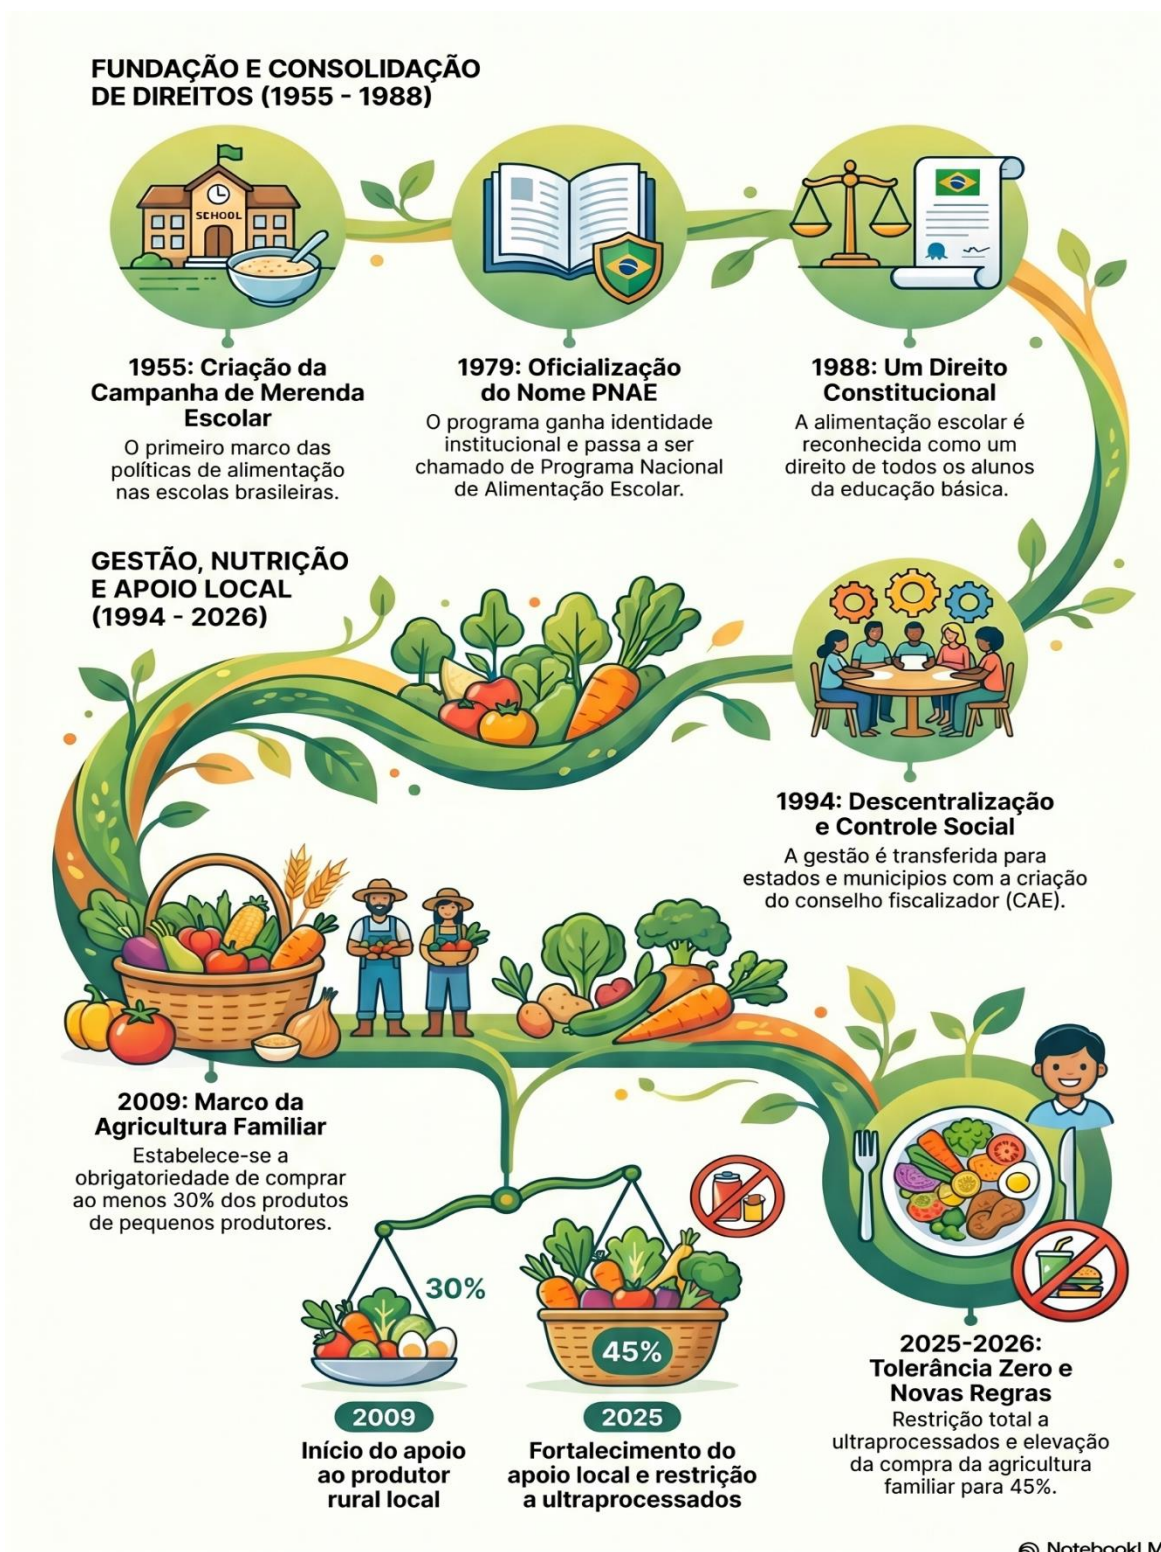 FUNDAÇÃO E CONSOLIDAÇÃO
DE DIREITOS (1955 - 1988)
SCHOOL
1955: Criação da
Campanha de Merenda
Escolar
O primeiro marco das
políticas de alimentação
nas escolas brasileiras.
1979: Oficialização
do Nome PNAE
O programa ganha identidade
institucional e passa a ser
chamado de Programa Nacional
de Alimentação Escolar.
1988: Um Direito
Constitucional
A alimentação escolar é
reconhecida como um
direito de todos os alunos
da educação básica.
GESTÃO, NUTRIÇÃO
E APOIO LOCAL
(1994 - 2026)
1994: Descentralização
e Controle Social
A gestão é transferida para
estados e municipios com a criação
do conselho fiscalizador (CAE).
2009: Marco da
Agricultura Familiar
Estabelece-se a
obrigatoriedade de comprar
ao menos 30% dos produtos
de pequenos produtores.
30%
45%
2009
Início do apoio
ao produtor
rural local
2025
Fortalecimento do
apoio local e restrição
a ultraprocessados
2025-2026:
Tolerância Zero e
Novas Regras
Restrição total a
ultraprocessados e elevação
da compra da agricultura
familiar para 45%.